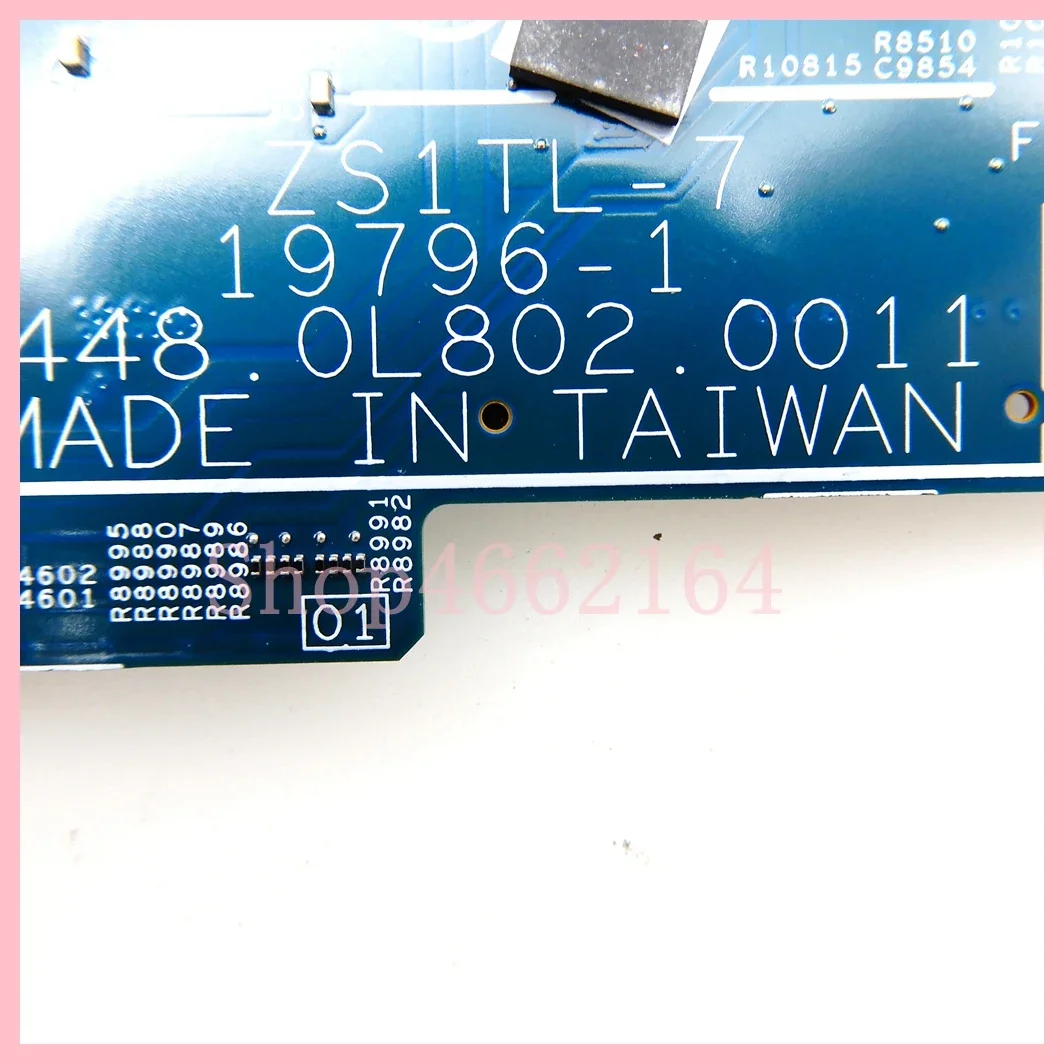 R8510
R10815 C9854
F
ZS1TL-7
19796-1
448.0L802.0011
MADE IN TAIWAN
R8991
R8982
4602
4601
R8995
R8998
R8987
R8989
R8986
01
Shop4662164